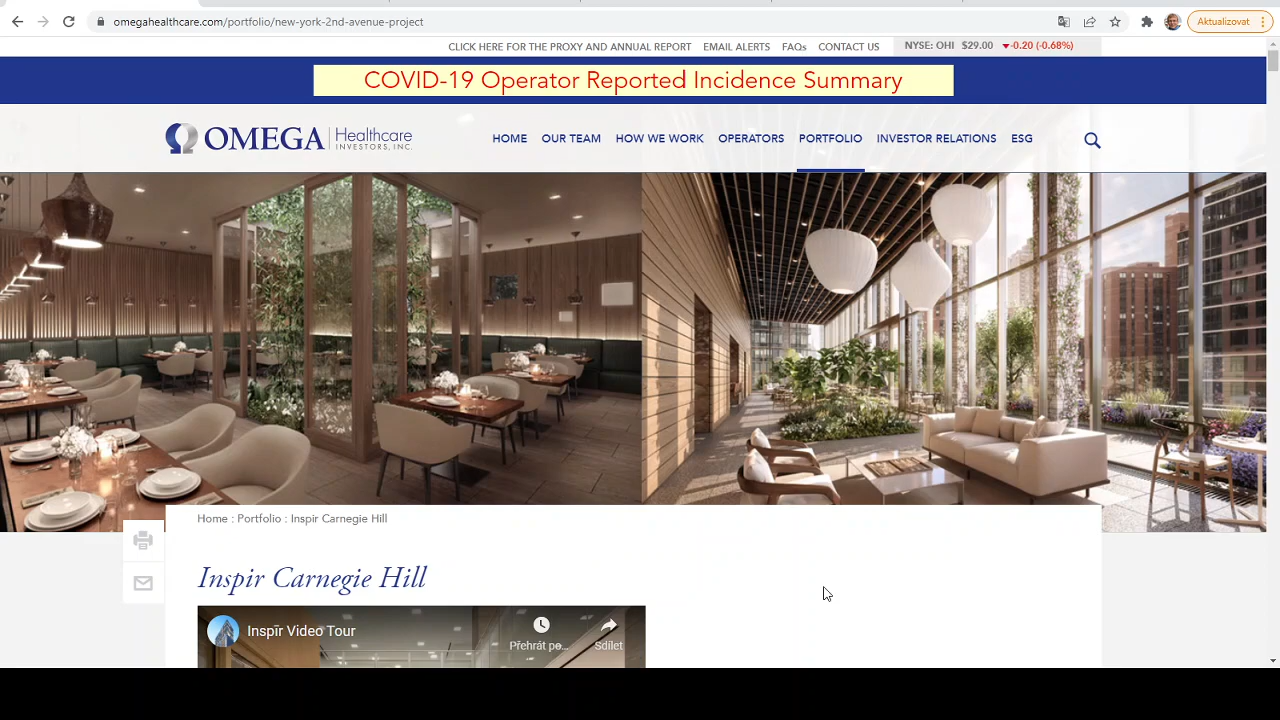 omegahealthcare.com/portfolio/new-york-2nd-avenue-project
Aktualizovat
CLICK HERE FOR THE PROXY AND ANNUAL REPORT EMAIL ALERTS FAQs CONTACT US NYSE: OHI $29.00 -0.20 (-0.68%)
COVID-19 Operator Reported Incidence Summary
OMEGA Healthcare
INVESTORS, INC.
HOME OUR TEAM HOW WE WORK OPERATORS PORTFOLIO INVESTOR RELATIONS ESG
Home : Portfolio : Inspir Carnegie Hill
Inspir Carnegie Hill
Inspīr Video Tour
Přehrát po...
Sdílet